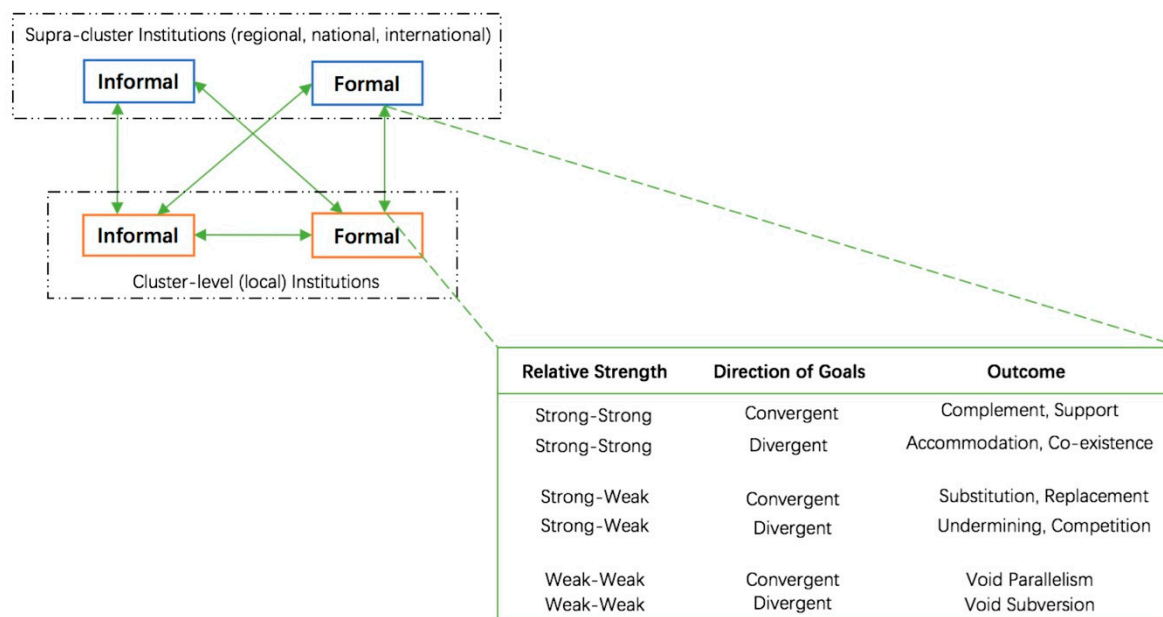 Supra-cluster Institutions (regional, national, international)
Informal Formal
Informal Formal
Cluster-level (local) Institutions
Relative Strength Direction of Goals Outcome
Strong-Strong Convergent Complement, Support
Strong-Strong Divergent Accommodation, Co-existence
Strong-Weak Convergent Substitution, Replacement
Strong-Weak Divergent Undermining, Competition
Weak-Weak Convergent Void Parallelism
Weak-Weak Divergent Void Subversion